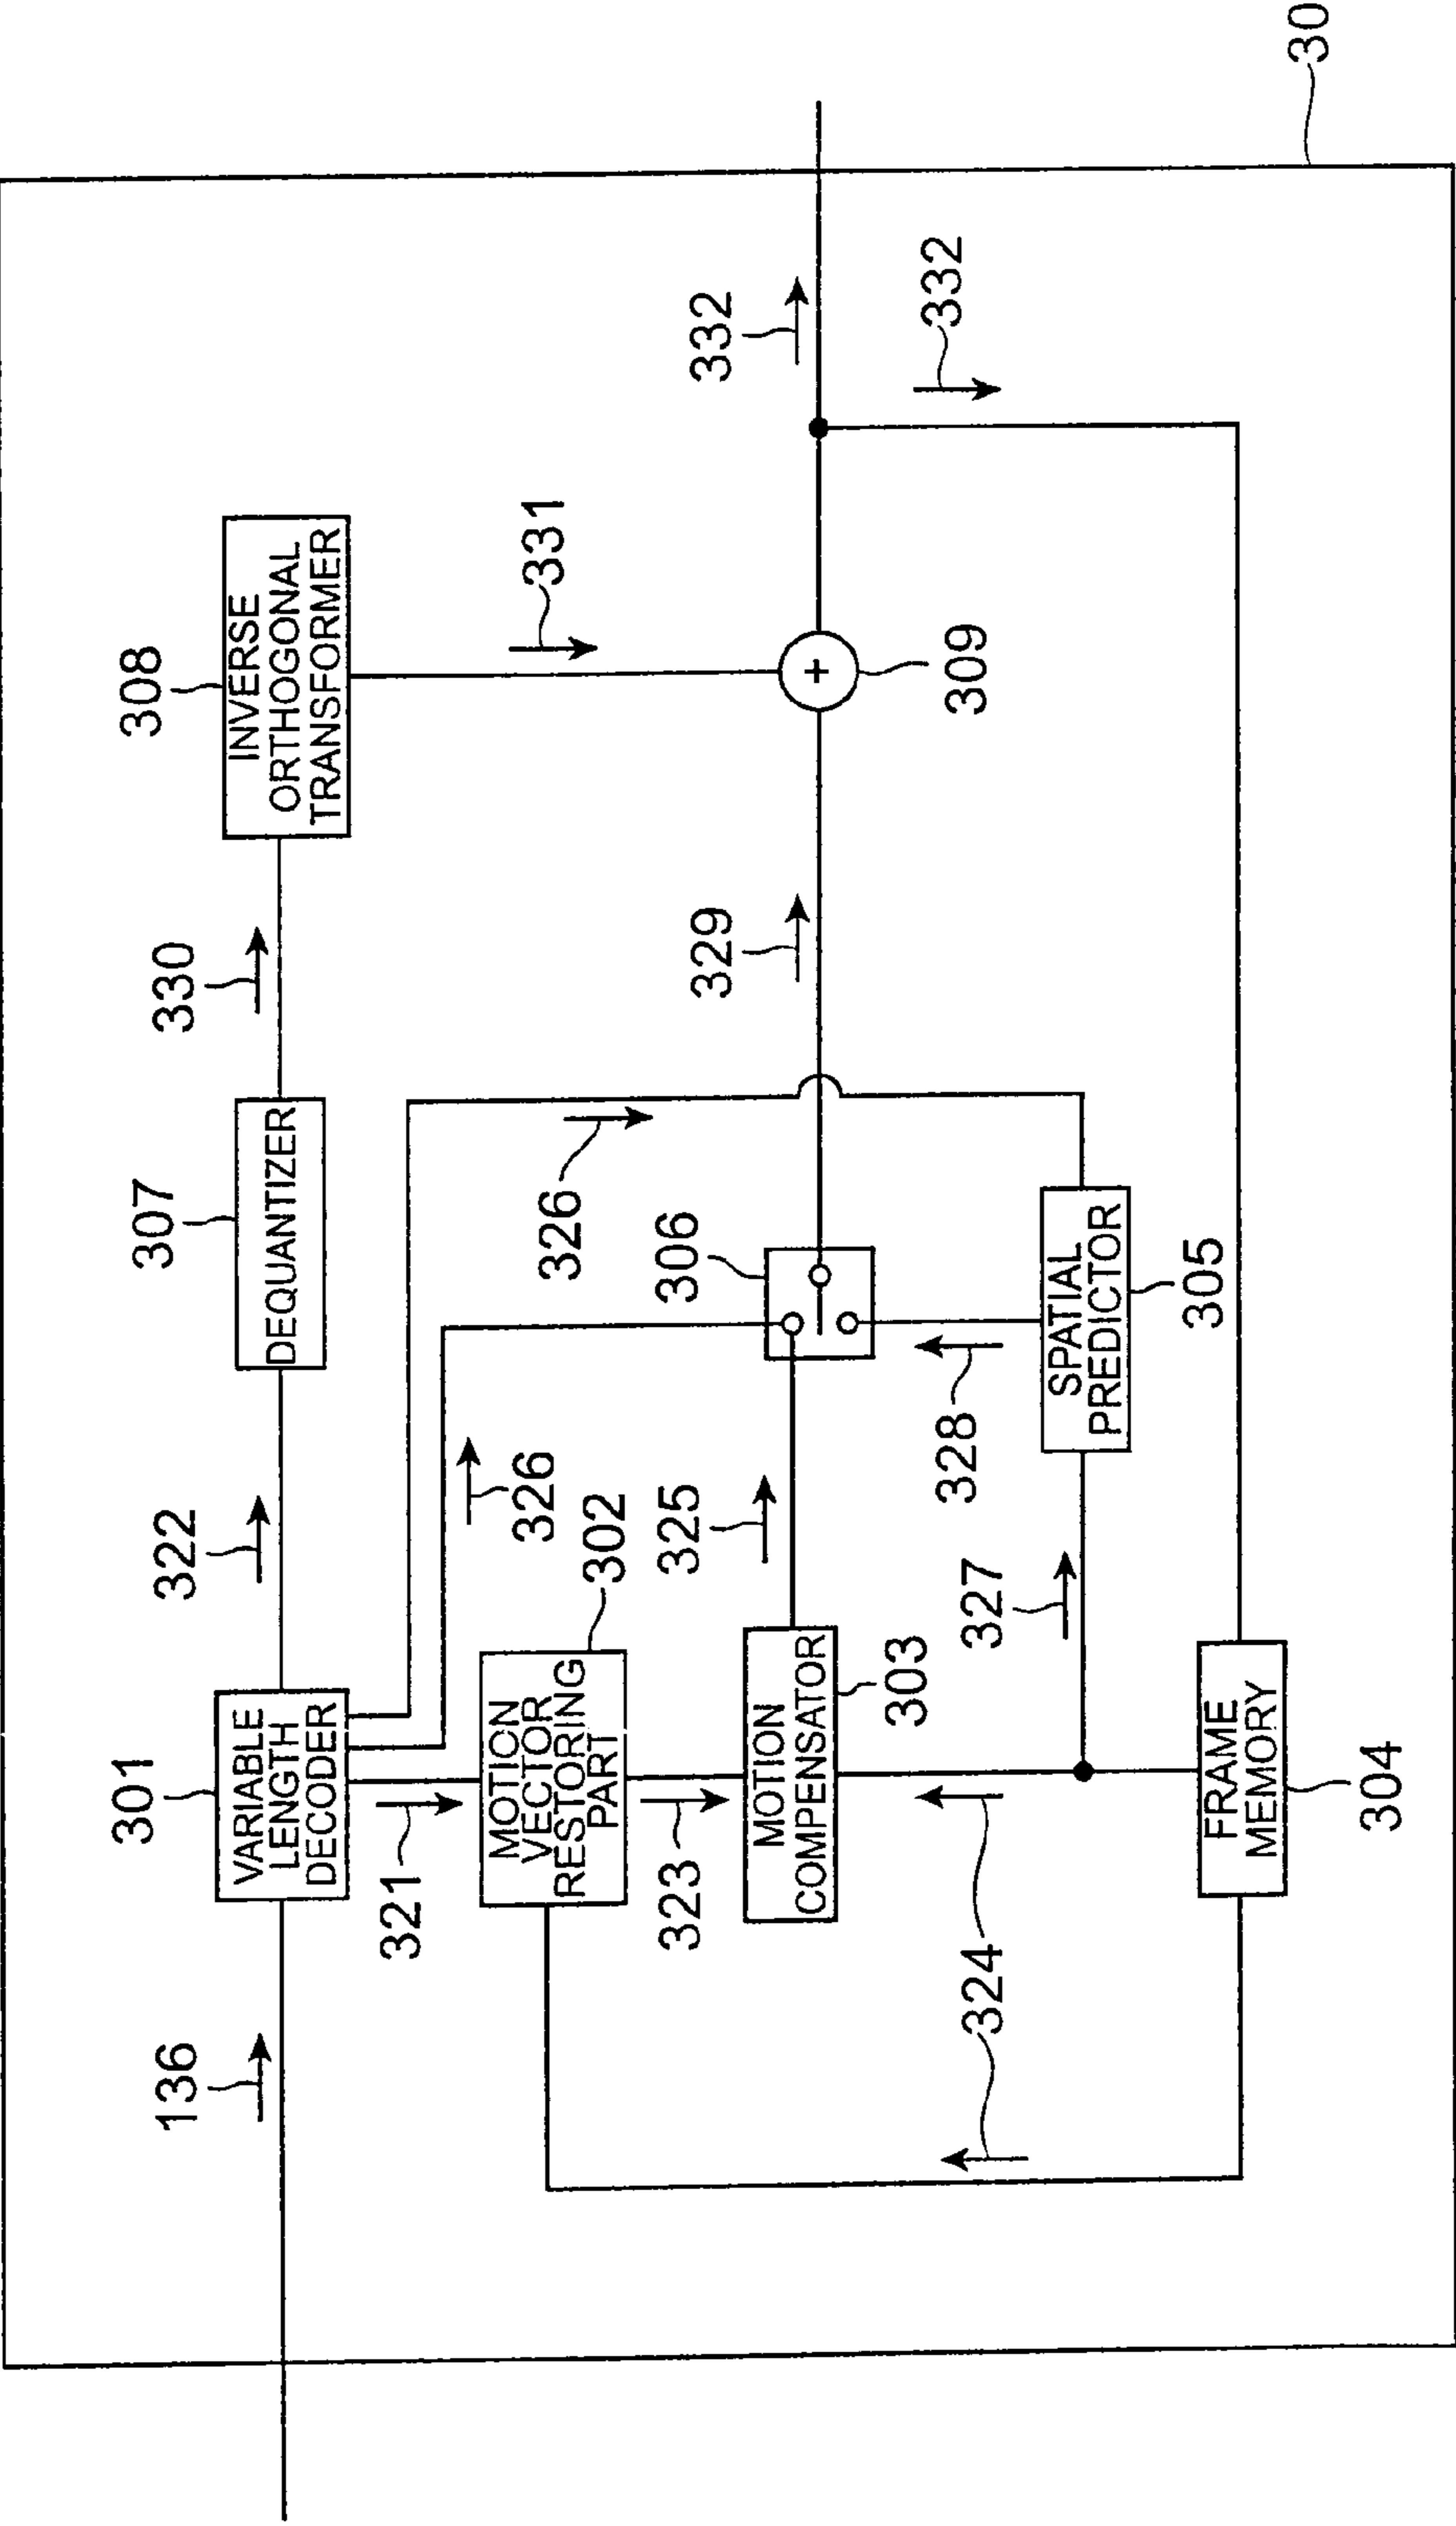 30
136
301
VARIABLE
LENGTH
DECODER
322
307
DEQUANTIZER
330
308
INVERSE
ORTHOGONAL
TRANSFORMER
321
326
326
331
302
MOTION
VECTOR
RESTORING
PART
323
325
306
329
332
332
309
MOTION
COMPENSATOR
303
328
324
327
SPATIAL
PREDICTOR
305
FRAME
MEMORY
304